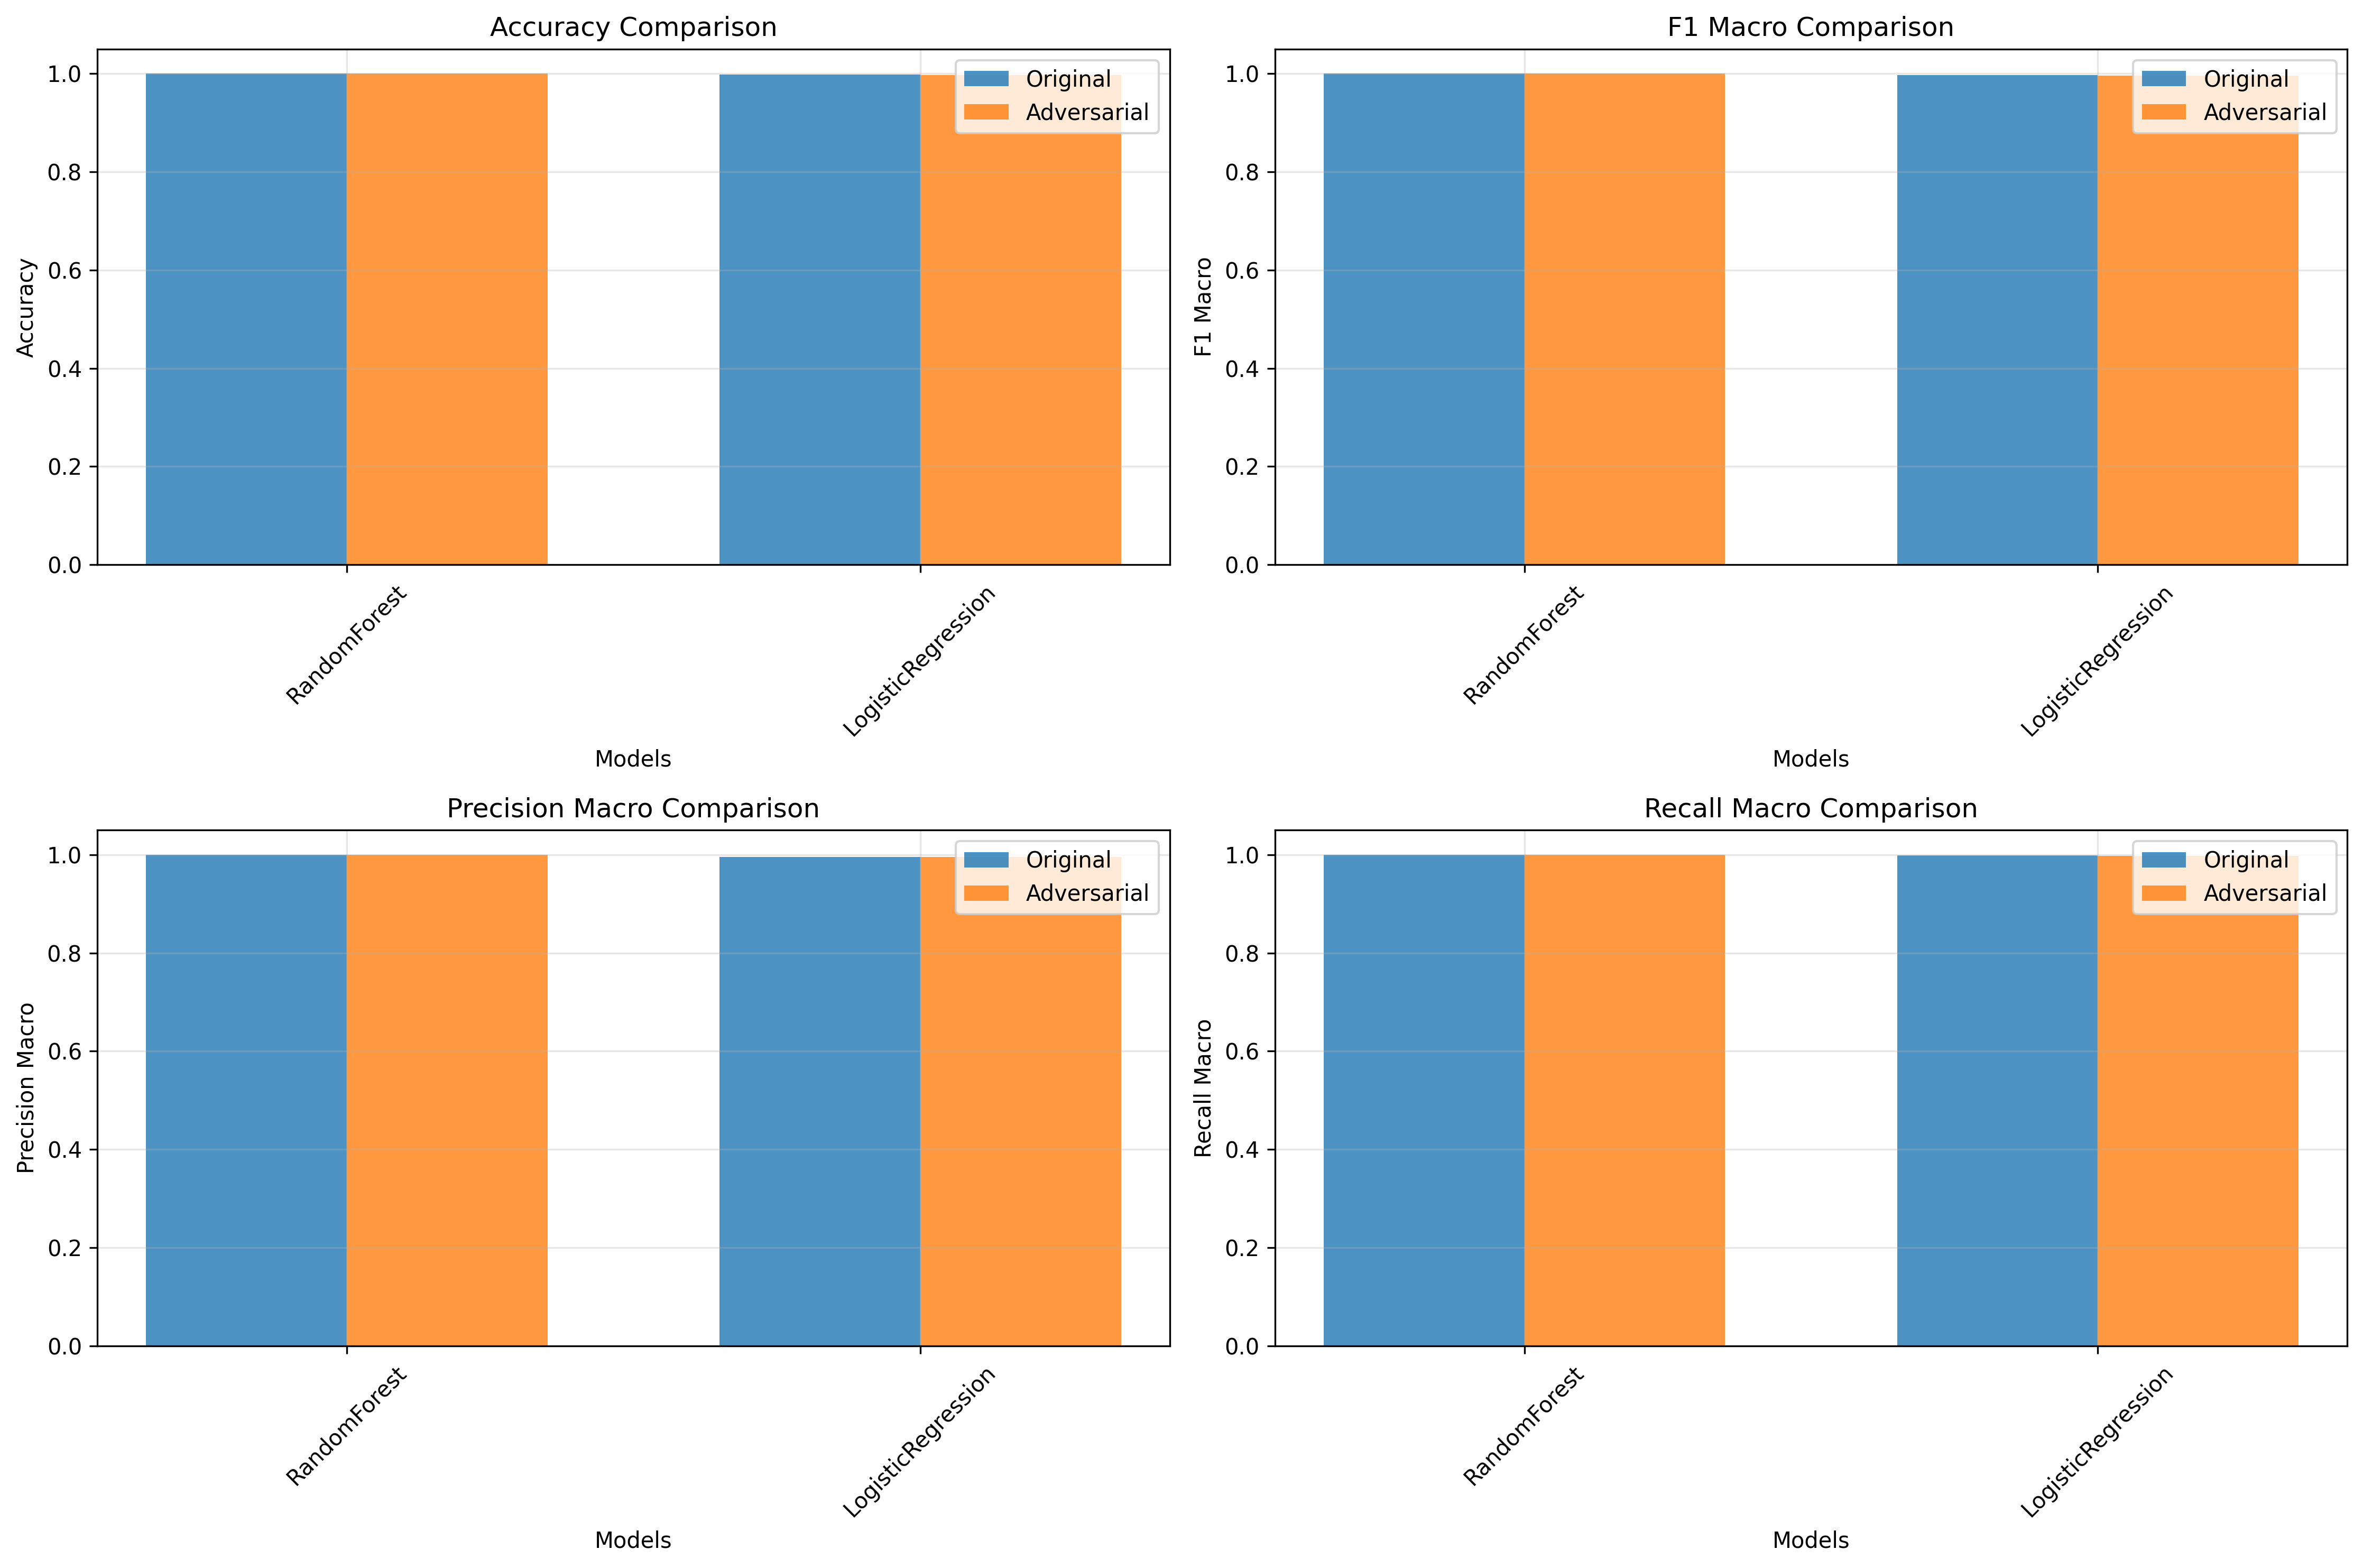 Accuracy Comparison
Accuracy
1.0
0.8
0.6
0.4
0.2
0.0
Original
Adversarial
RandomForest
LogisticRegression
Models
F1 Macro Comparison
F1 Macro
1.0
0.8
0.6
0.4
0.2
0.0
Original
Adversarial
RandomForest
LogisticRegression
Models
Precision Macro Comparison
Precision Macro
1.0
0.8
0.6
0.4
0.2
0.0
Original
Adversarial
RandomForest
LogisticRegression
Models
Recall Macro Comparison
Recall Macro
1.0
0.8
0.6
0.4
0.2
0.0
Original
Adversarial
RandomForest
LogisticRegression
Models